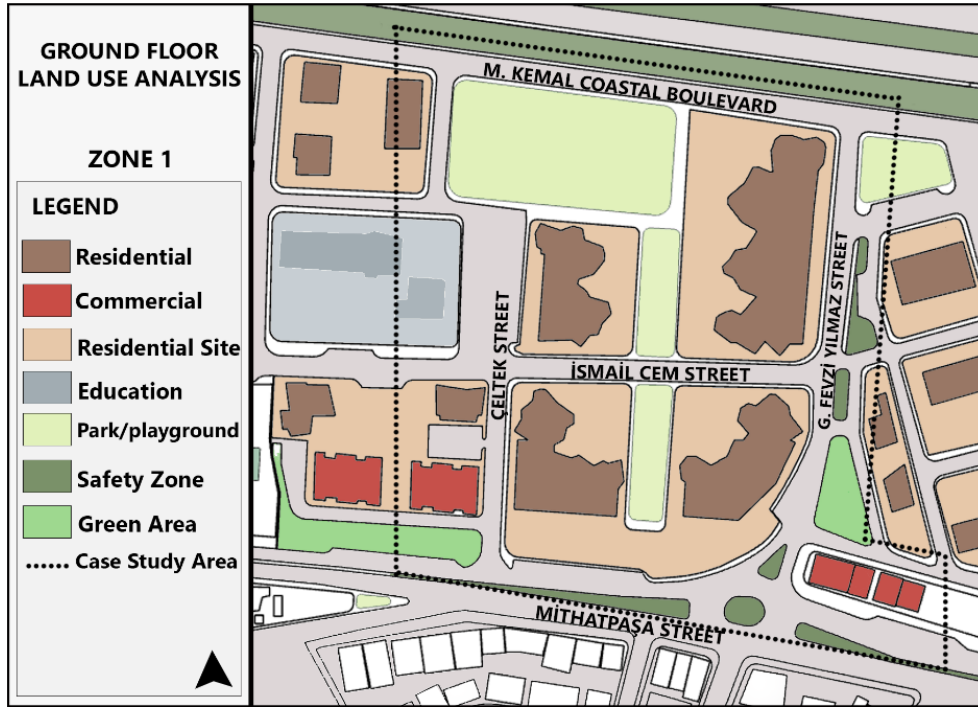 GROUND FLOOR
LAND USE ANALYSIS
ZONE 1
LEGEND
Residential
Commercial
Residential Site
Education
Park/playground
Safety Zone
Green Area
Case Study Area
M. KEMAL COASTAL BOULEVARD
ÇELTEK STREET
İSMAİL CEM STREET
G. FEVZİ YILMAZ STREET
MİTHATPAŞA STREET